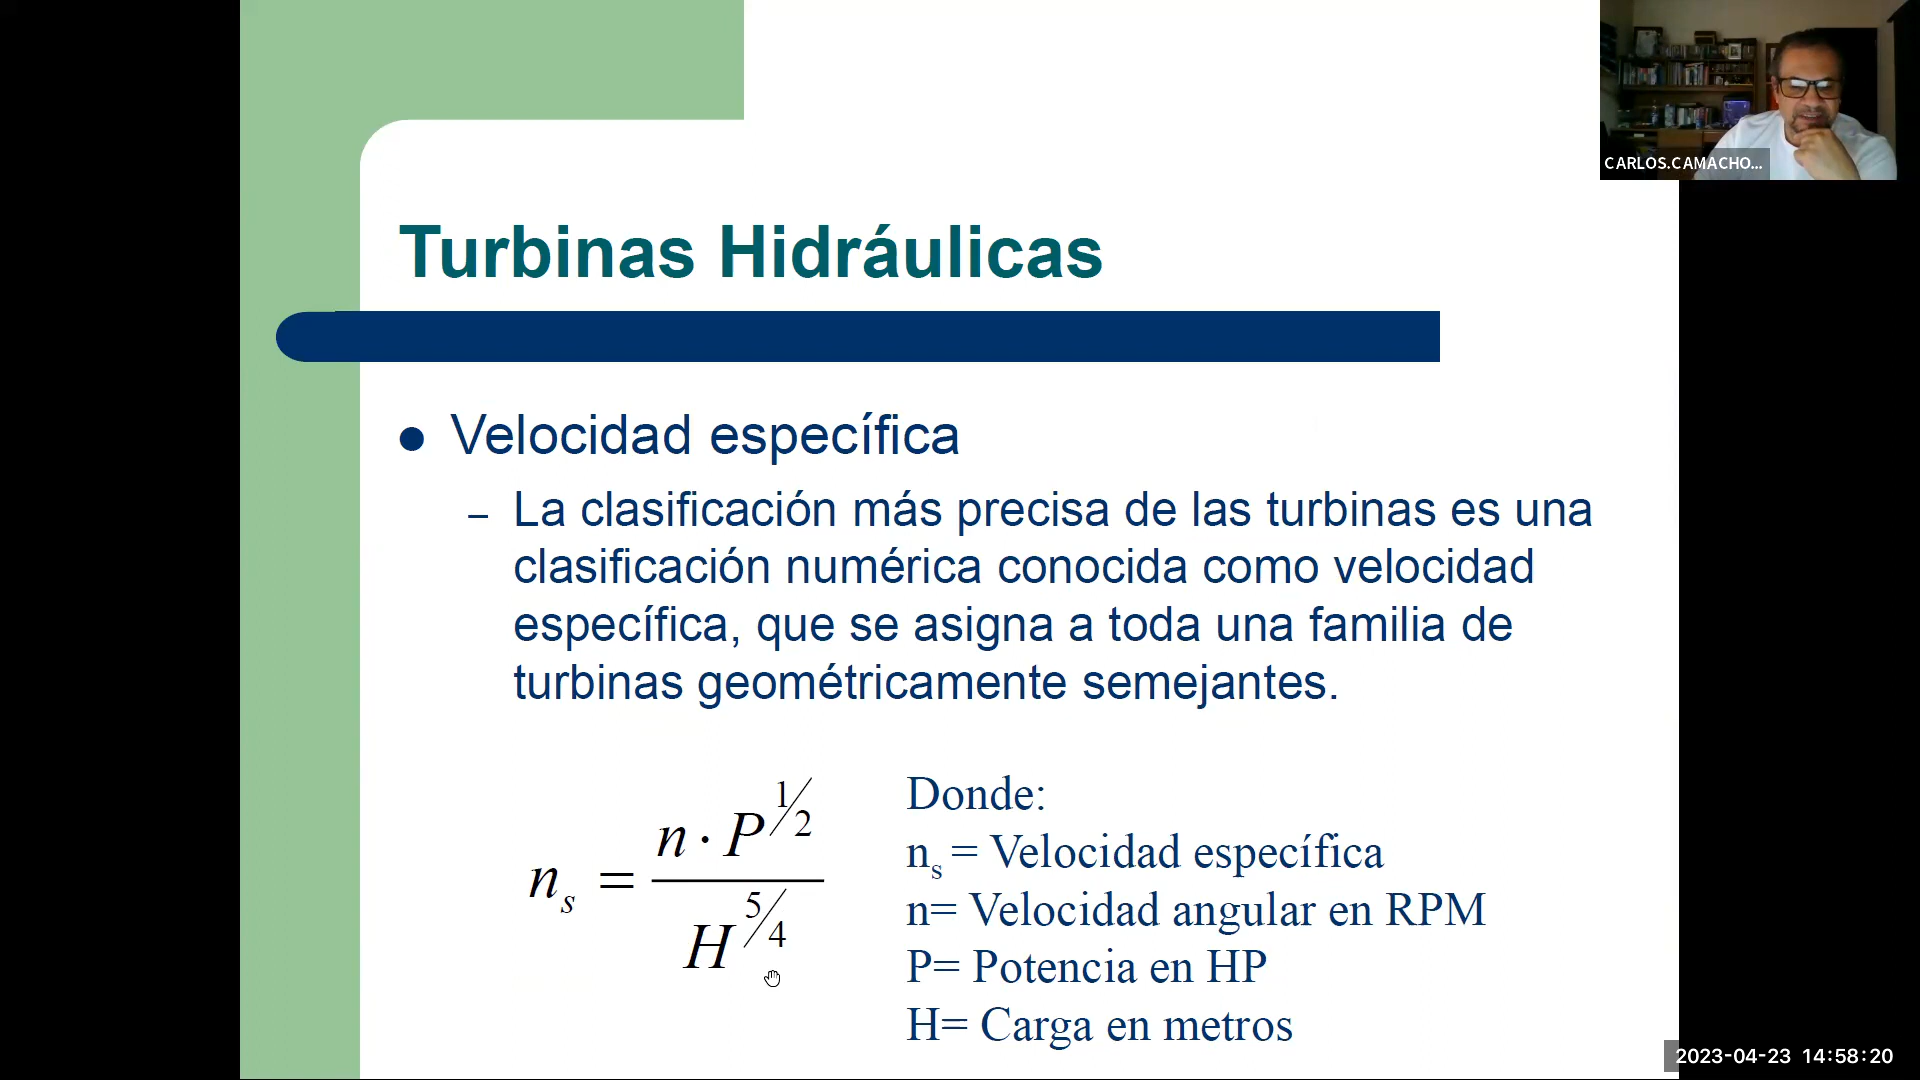 CARLOS.CAMACHO...
Turbinas Hidráulicas
● Velocidad específica
– La clasificación más precisa de las turbinas es una
clasificación numérica conocida como velocidad
específica, que se asigna a toda una familia de
turbinas geométricamente semejantes.
n_s = (n · P^(1/2)) / H^(5/4)
Donde:
n_s = Velocidad específica
n= Velocidad angular en RPM
P= Potencia en HP
H= Carga en metros
2023-04-23 14:58:20